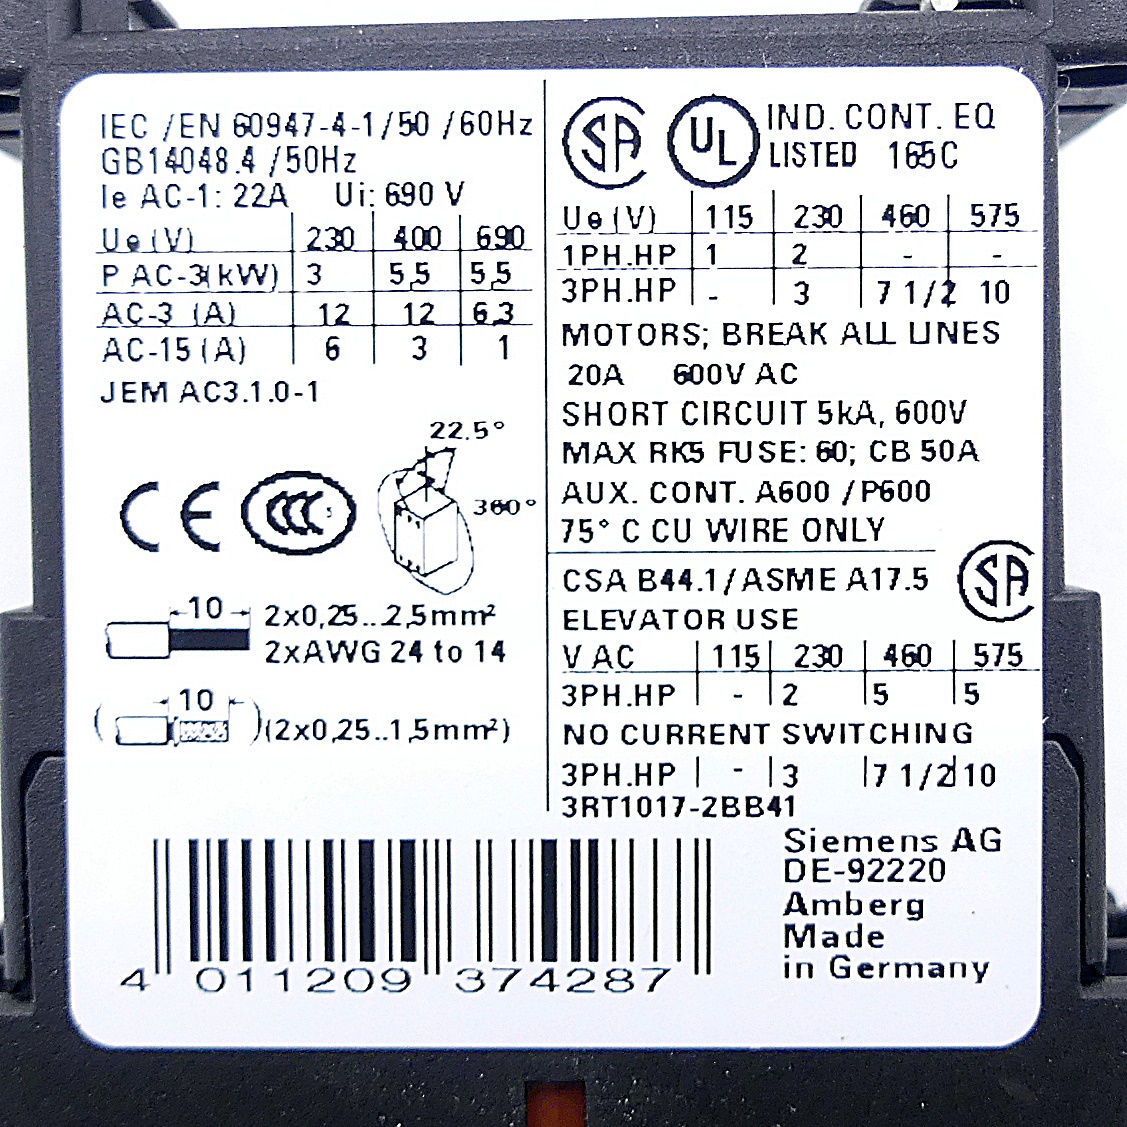 IEC /EN 60947-4-1/50 /60Hz
GB14048.4 /50Hz
Ie AC-1: 22A Ui: 690 V
Ue(V) 230 400 690
P AC-3(kW) 3 5,5 5,5
AC-3 (A) 12 12 6,3
AC-15(A) 6 3 1
JEM AC3.1.0-1
22.5°
360°
CE CCC S
10 2x0,25...2,5mm²
2xAWG 24 to 14
10 (2x0,25..1,5mm²)
SA UL IND. CONT. EQ
LISTED 165C
Ue(V) 115 230 460 575
1PH.HP 1 2 - -
3PH.HP - 3 7 1/2 10
MOTORS; BREAK ALL LINES
20A 600V AC
SHORT CIRCUIT 5kA, 600V
MAX RK5 FUSE: 60; CB 50A
AUX. CONT. A600 /P600
75° C CU WIRE ONLY
CSA B44.1/ASME A17.5 SA
ELEVATOR USE
V AC 115 230 460 575
3PH.HP - 2 5 5
NO CURRENT SWITCHING
3PH.HP - 3 7 1/2 10
3RT1017-2BB41
Siemens AG
DE-92220
Amberg
Made
in Germany
4 011209 374287